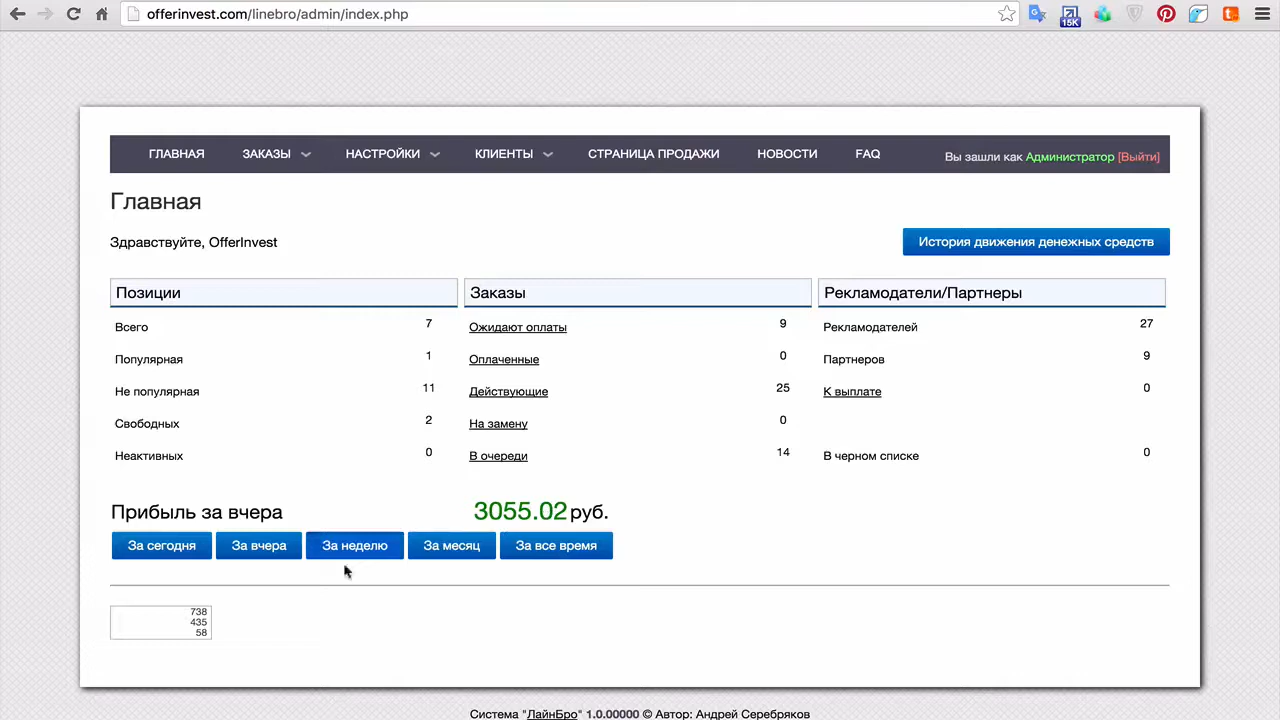 offerinvest.com/linebro/admin/index.php
15K
ГЛАВНАЯ ЗАКАЗЫ НАСТРОЙКИ КЛИЕНТЫ СТРАНИЦА ПРОДАЖИ НОВОСТИ FAQ Вы зашли как Администратор [Выйти]
Главная
Здравствуйте, OfferInvest
История движения денежных средств
Позиции Заказы Рекламодатели/Партнеры
Всего 7 Ожидают оплаты 9 Рекламодателей 27
Популярная 1 Оплаченные 0 Партнеров 9
Не популярная 11 Действующие 25 К выплате 0
Свободных 2 На замену 0
Неактивных 0 В очереди 14 В черном списке 0
Прибыль за вчера 3055.02 руб.
За сегодня За вчера За неделю За месяц За все время
738
435
58
Система "ЛайнБро" 1.0.00000 © Автор: Андрей Серебряков